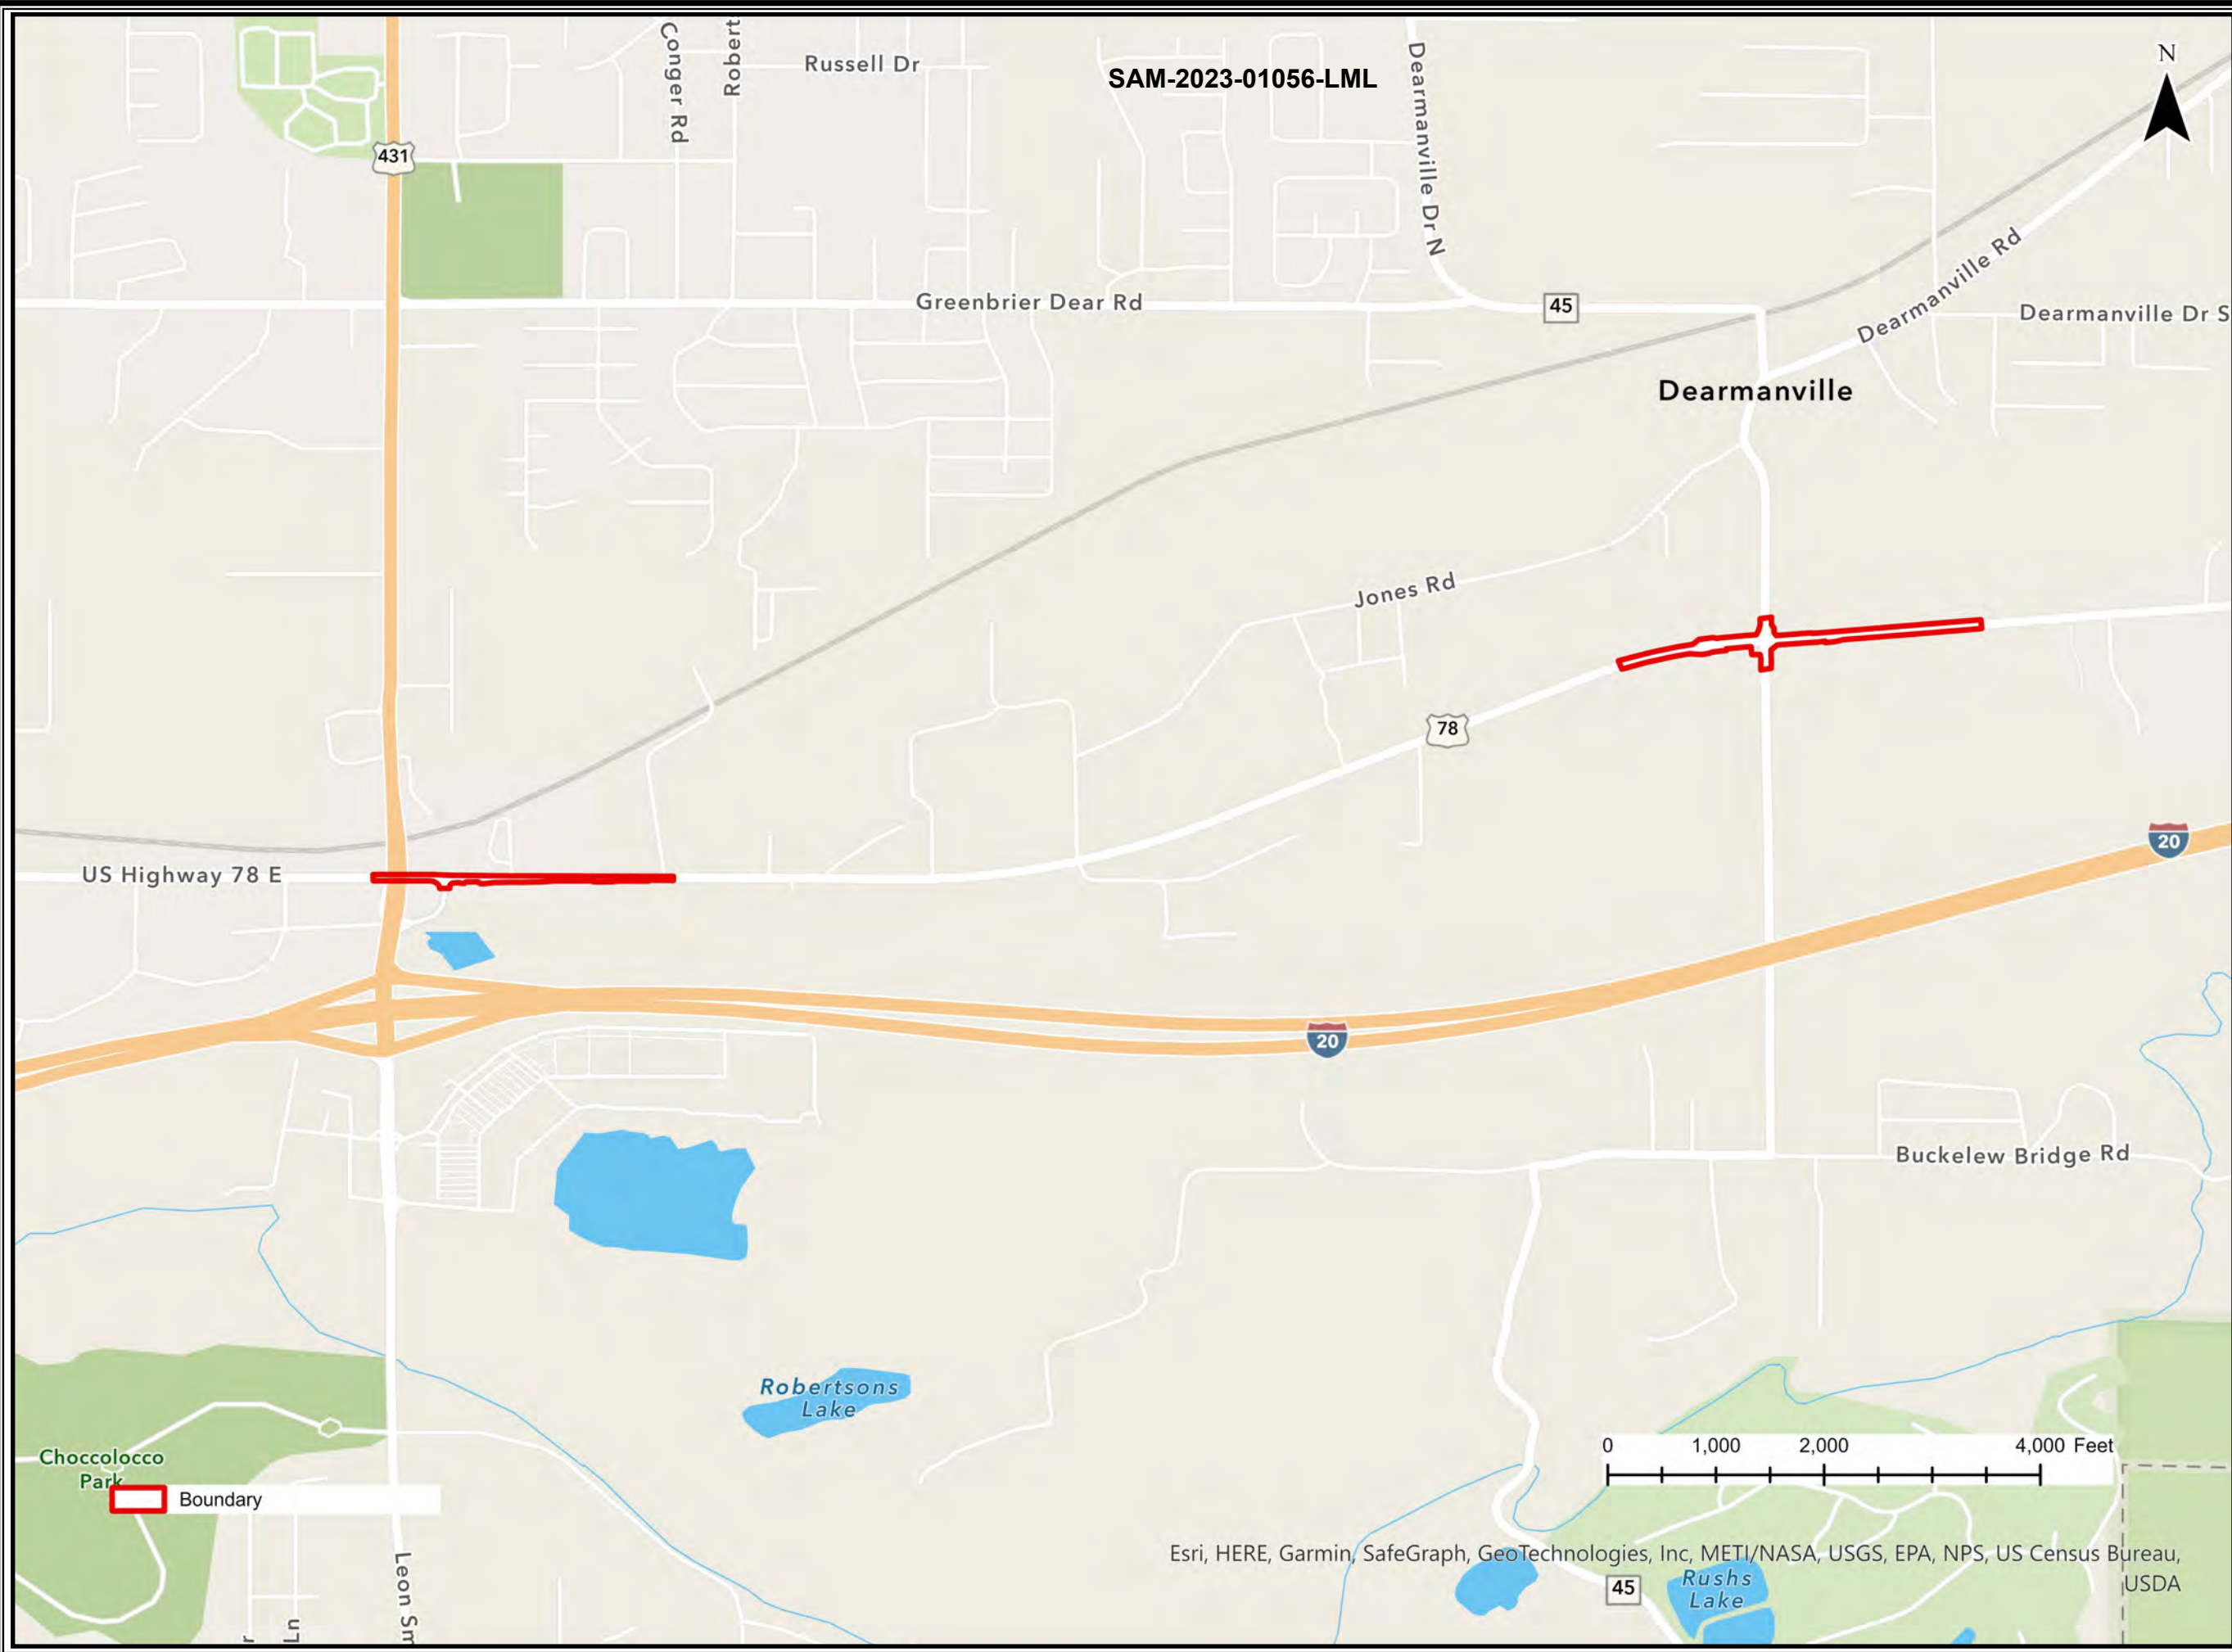 Conger Rd
Robert
Russell Dr
SAM-2023-01056-LML
Dearmanville Dr N
N
431
Greenbrier Dear Rd
45
Dearmanville Rd
Dearmanville Dr S
Dearmanville
Jones Rd
78
20
US Highway 78 E
20
Buckelew Bridge Rd
Robertsons
Lake
Choccolocco
Park
Boundary
0 1,000 2,000 4,000 Feet
Leon Sm
Ln
r
Esri, HERE, Garmin, SafeGraph, GeoTechnologies, Inc, METI/NASA, USGS, EPA, NPS, US Census Bureau,
USDA
45
Rushs
Lake